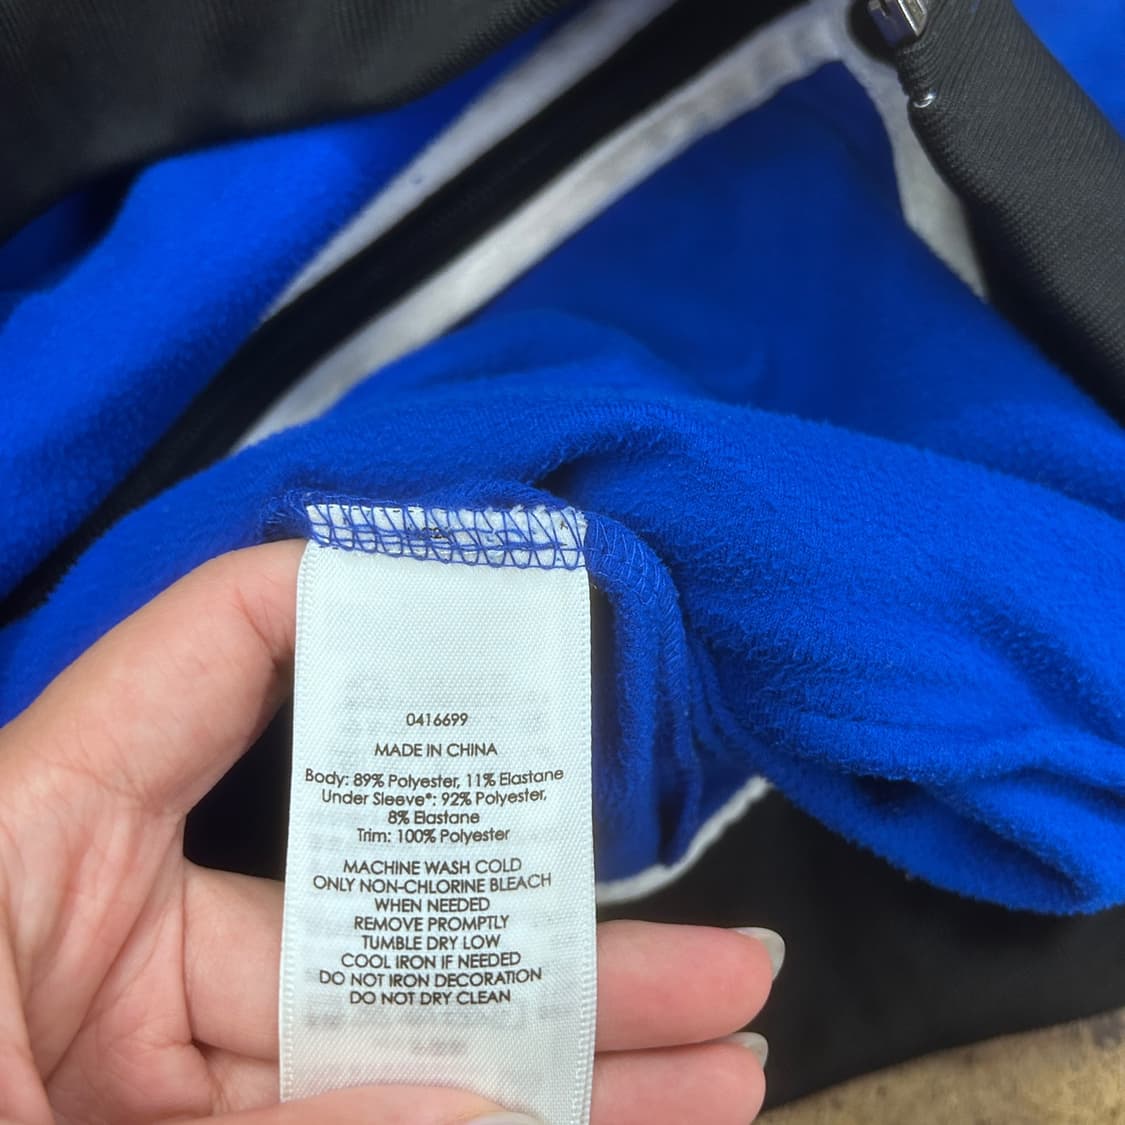 0416699
MADE IN CHINA
Body: 89% Polyester, 11% Elastane
Under Sleeve*: 92% Polyester,
8% Elastane
Trim: 100% Polyester
MACHINE WASH COLD
ONLY NON-CHLORINE BLEACH
WHEN NEEDED
REMOVE PROMPTLY
TUMBLE DRY LOW
COOL IRON IF NEEDED
DO NOT IRON DECORATION
DO NOT DRY CLEAN